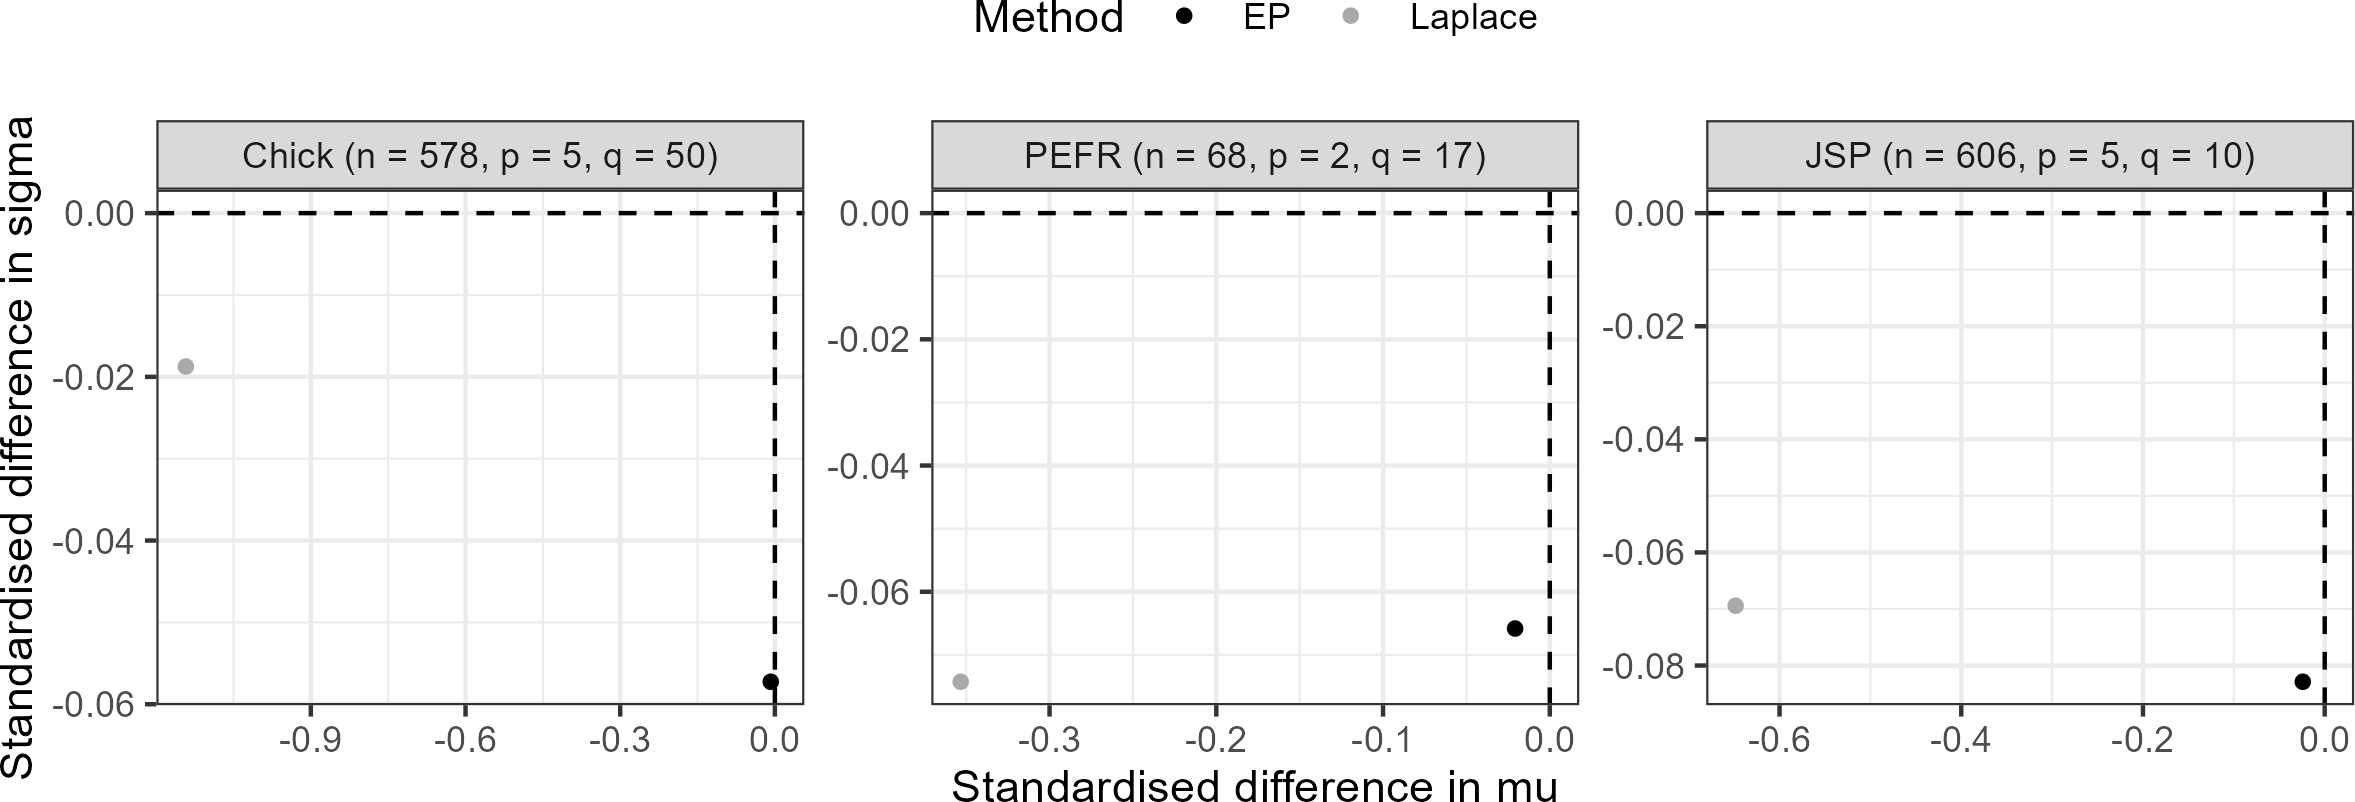 Method EP Laplace
Standardised difference in sigma
Chick (n = 578, p = 5, q = 50)
0.00
-0.02
-0.04
-0.06
-0.9 -0.6 -0.3 0.0
PEFR (n = 68, p = 2, q = 17)
0.00
-0.02
-0.04
-0.06
-0.3 -0.2 -0.1 0.0
JSP (n = 606, p = 5, q = 10)
0.00
-0.02
-0.04
-0.06
-0.08
-0.6 -0.4 -0.2 0.0
Standardised difference in mu